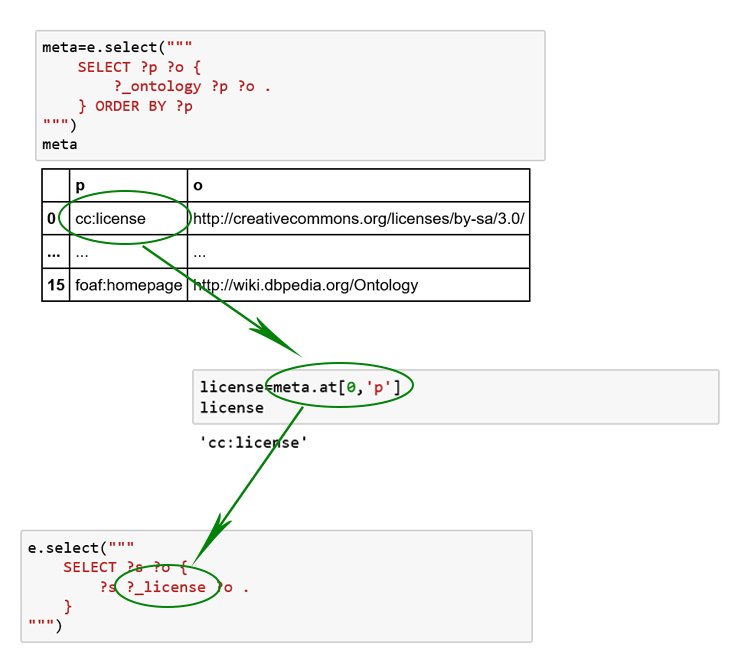 meta=e.select("""
    SELECT ?p ?o {
        ?_ontology ?p ?o .
    } ORDER BY ?p
""")
meta
p o
0 cc:license http://creativecommons.org/licenses/by-sa/3.0/
... ... ...
15 foaf:homepage http://wiki.dbpedia.org/Ontology
license=meta.at[0,'p']
license
'cc:license'
e.select("""
    SELECT ?s ?o {
        ?s ?_license ?o .
    }
""")